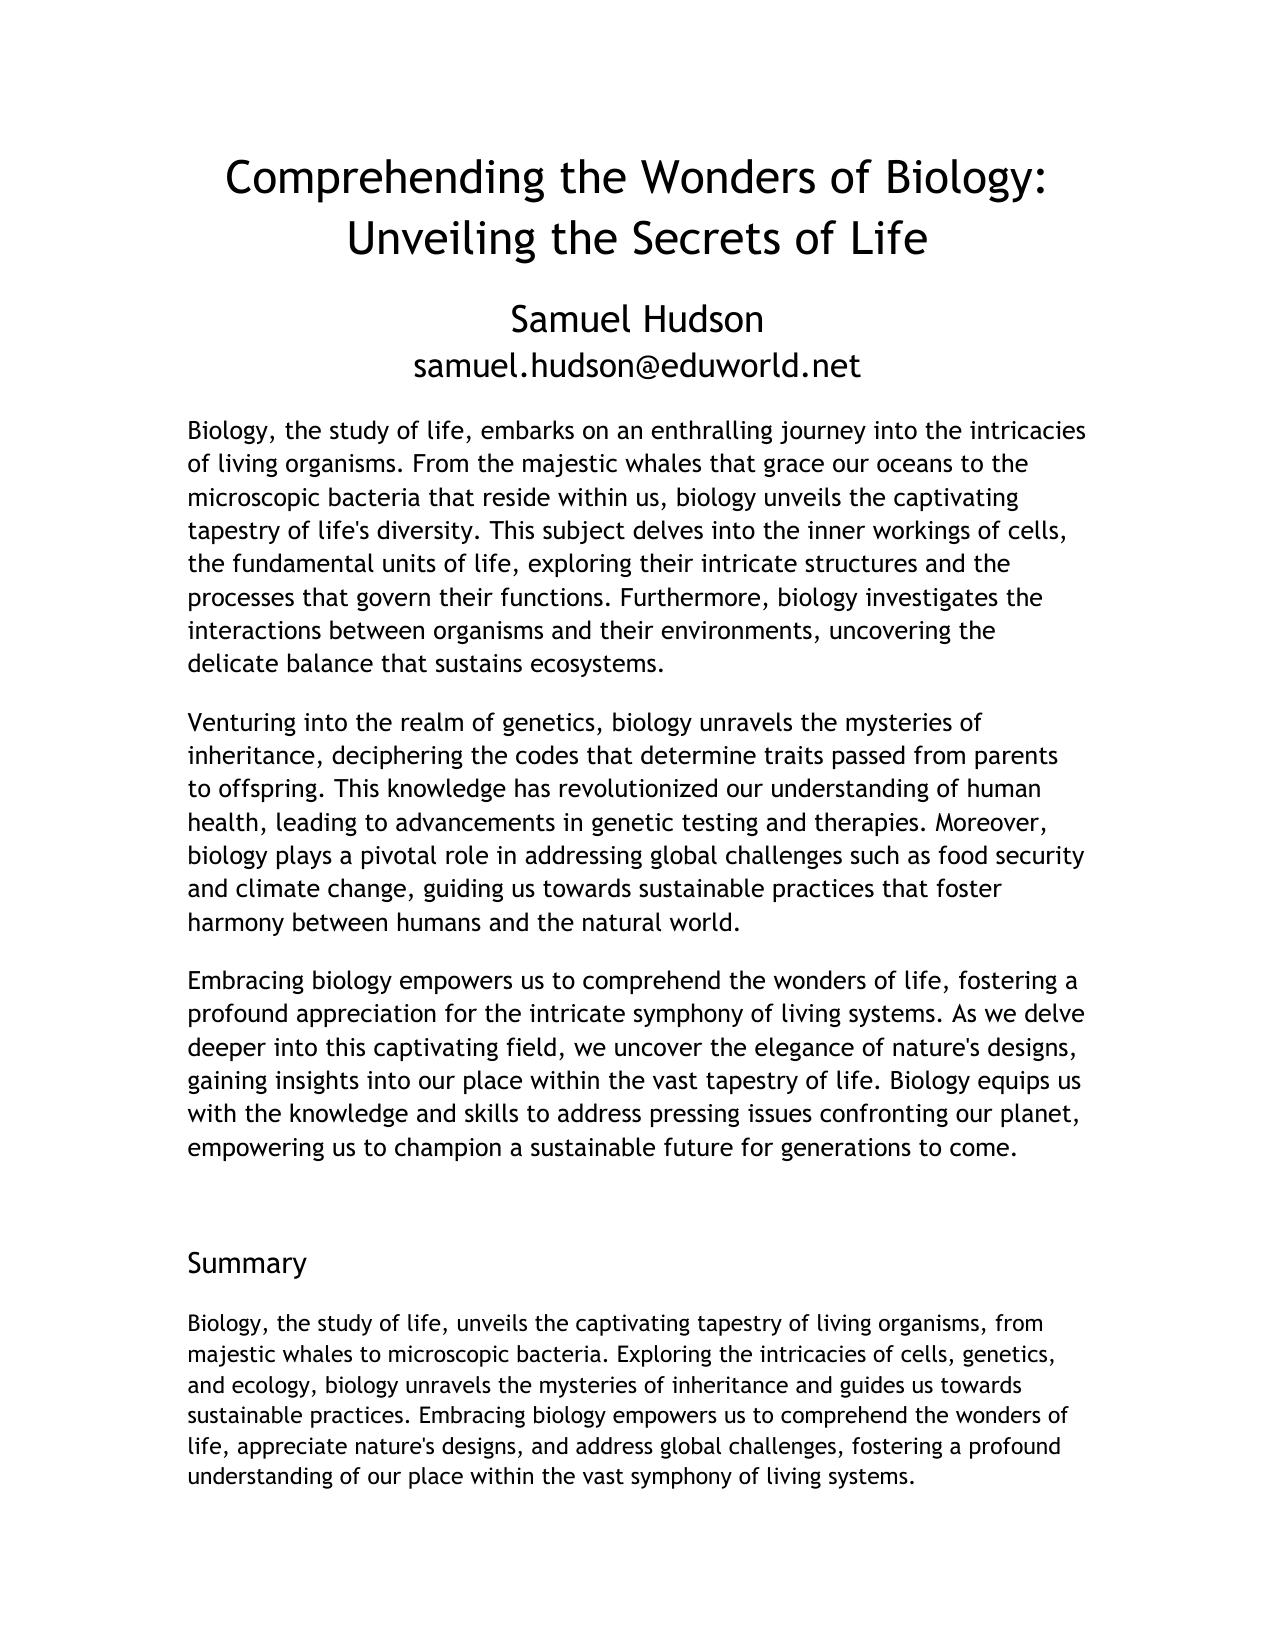 Comprehending the Wonders of Biology:
Unveiling the Secrets of Life
Samuel Hudson
samuel.hudson@eduworld.net
Biology, the study of life, embarks on an enthralling journey into the intricacies
of living organisms. From the majestic whales that grace our oceans to the
microscopic bacteria that reside within us, biology unveils the captivating
tapestry of life's diversity. This subject delves into the inner workings of cells,
the fundamental units of life, exploring their intricate structures and the
processes that govern their functions. Furthermore, biology investigates the
interactions between organisms and their environments, uncovering the
delicate balance that sustains ecosystems.
Venturing into the realm of genetics, biology unravels the mysteries of
inheritance, deciphering the codes that determine traits passed from parents
to offspring. This knowledge has revolutionized our understanding of human
health, leading to advancements in genetic testing and therapies. Moreover,
biology plays a pivotal role in addressing global challenges such as food security
and climate change, guiding us towards sustainable practices that foster
harmony between humans and the natural world.
Embracing biology empowers us to comprehend the wonders of life, fostering a
profound appreciation for the intricate symphony of living systems. As we delve
deeper into this captivating field, we uncover the elegance of nature's designs,
gaining insights into our place within the vast tapestry of life. Biology equips us
with the knowledge and skills to address pressing issues confronting our planet,
empowering us to champion a sustainable future for generations to come.
Summary
Biology, the study of life, unveils the captivating tapestry of living organisms, from
majestic whales to microscopic bacteria. Exploring the intricacies of cells, genetics,
and ecology, biology unravels the mysteries of inheritance and guides us towards
sustainable practices. Embracing biology empowers us to comprehend the wonders of
life, appreciate nature's designs, and address global challenges, fostering a profound
understanding of our place within the vast symphony of living systems.